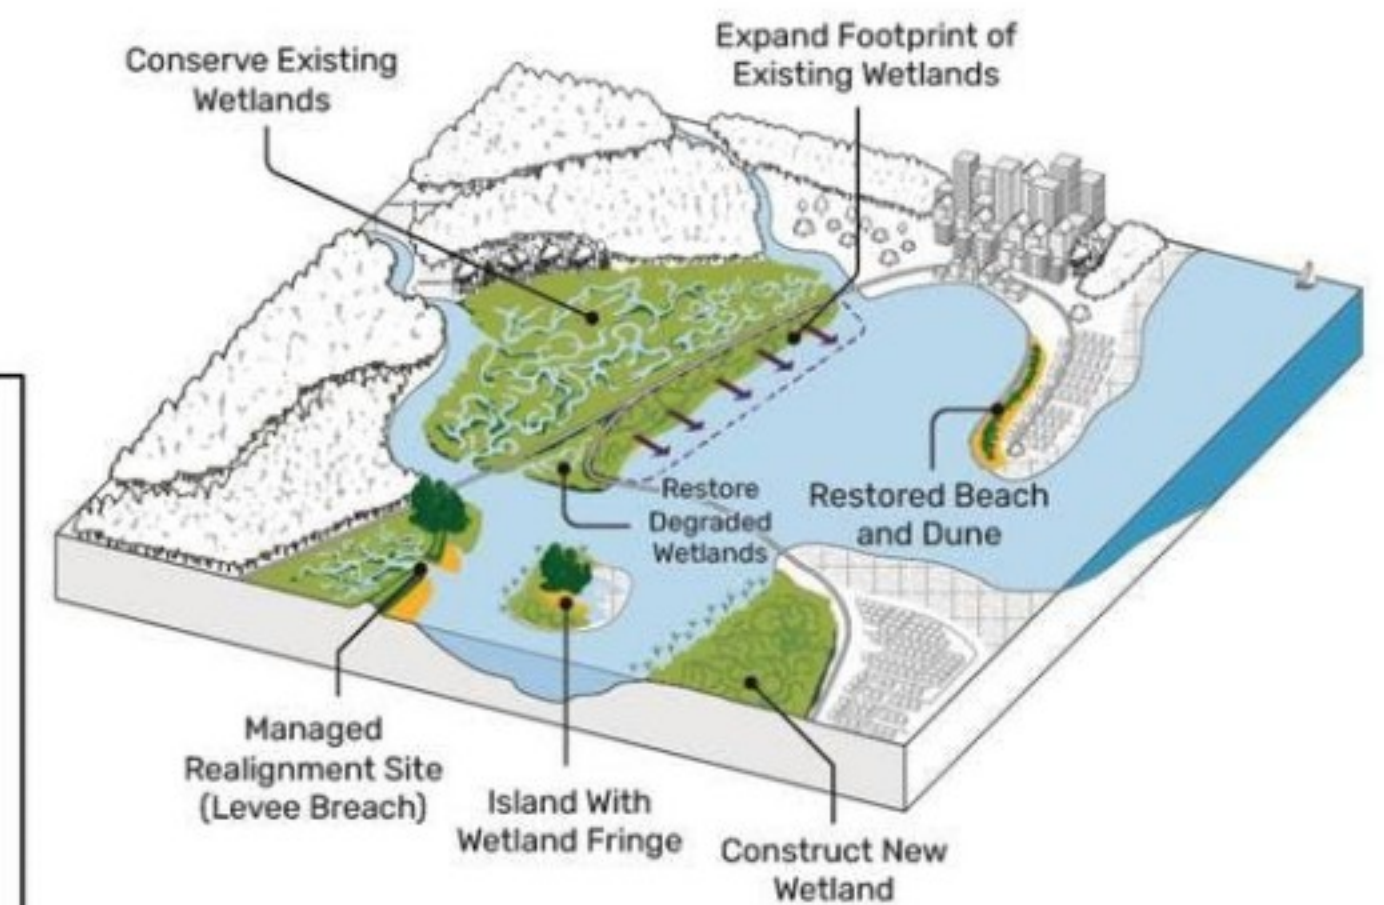 Conserve Existing
Wetlands
Expand Footprint of
Existing Wetlands
Restore
Degraded
Wetlands
Restored Beach
and Dune
Managed
Realignment Site
(Levee Breach)
Island With
Wetland Fringe
Construct New
Wetland